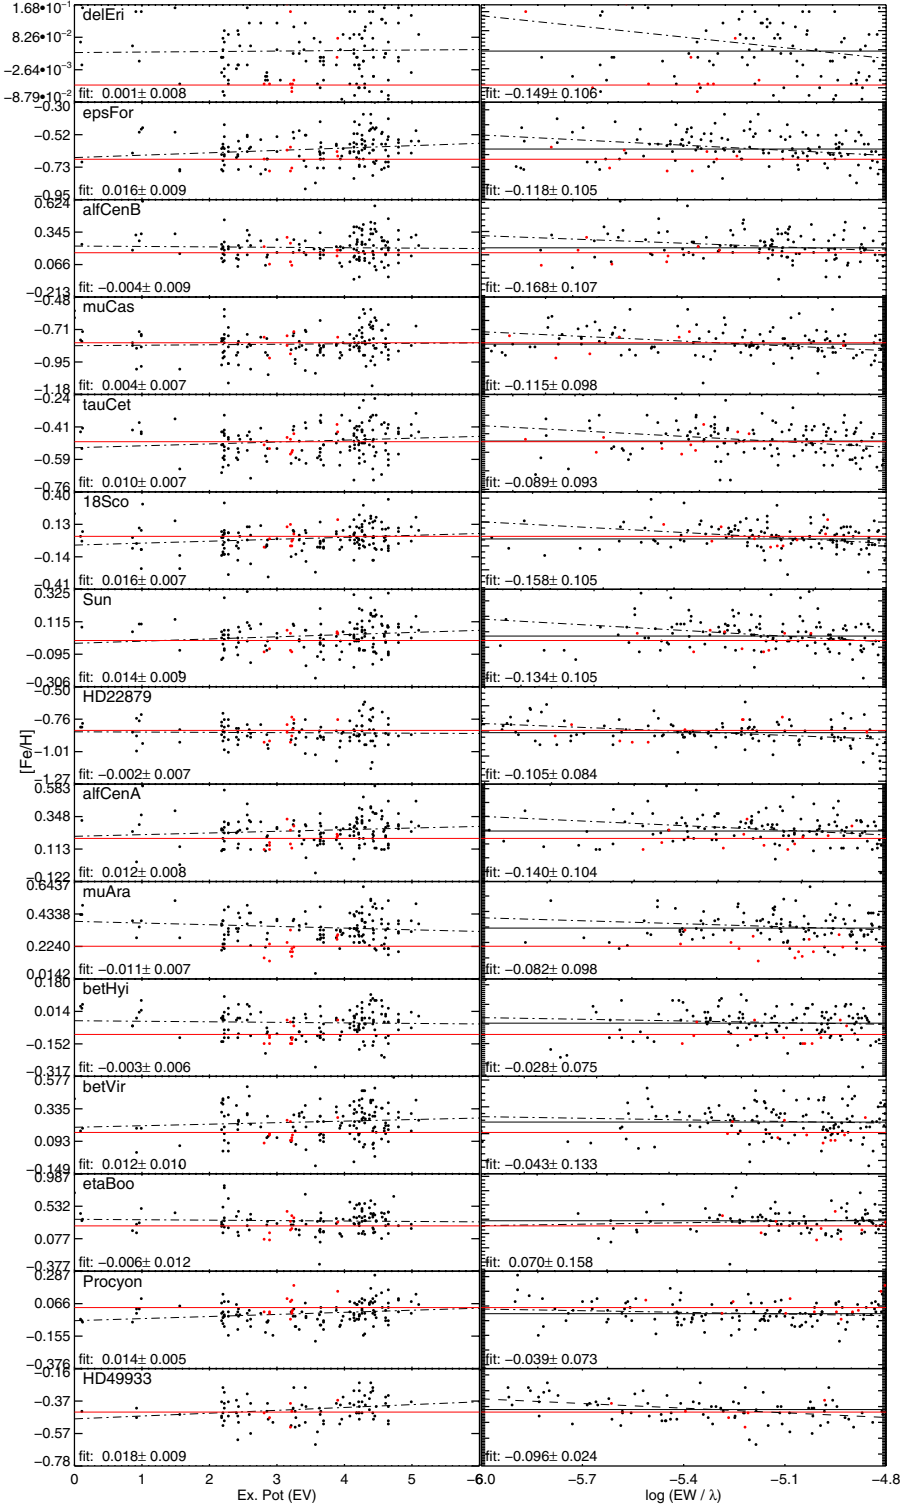 1.68•10⁻¹
delEri
8.26•10⁻²
−2.64•10⁻³
−8.79•10⁻²
fit: 0.001± 0.008
−0.149± 0.106
−0.30
epsFor
−0.52
−0.73
−0.95
fit: 0.016± 0.009
fit: −0.118± 0.105
0.624
alfCenB
0.345
0.066
−0.213
fit: −0.004± 0.009
fit: −0.168± 0.107
−0.48
muCas
−0.71
−0.95
−1.18
fit: 0.004± 0.007
fit: −0.115± 0.098
−0.24
tauCet
−0.41
−0.59
−0.76
fit: 0.010± 0.007
fit: −0.089± 0.093
0.40
18Sco
0.13
−0.14
−0.41
fit: 0.016± 0.007
fit: −0.158± 0.105
0.325
Sun
0.115
−0.095
−0.306
fit: 0.014± 0.009
fit: −0.134± 0.105
−0.50
HD22879
−0.76
−1.01
−1.27
fit: −0.002± 0.007
fit: −0.105± 0.084
[Fe/H]
0.583
alfCenA
0.348
0.113
−0.122
fit: 0.012± 0.008
fit: −0.140± 0.104
0.6437
muAra
0.4338
0.2240
0.0142
fit: −0.011± 0.007
fit: −0.082± 0.098
0.180
betHyi
0.014
−0.152
−0.317
fit: −0.003± 0.006
fit: −0.028± 0.075
0.577
betVir
0.335
0.093
−0.149
fit: 0.012± 0.010
fit: −0.043± 0.133
0.987
etaBoo
0.532
0.077
−0.377
fit: −0.006± 0.012
fit: 0.070± 0.158
0.287
Procyon
0.066
−0.155
−0.376
fit: 0.014± 0.005
fit: −0.039± 0.073
−0.16
HD49933
−0.37
−0.57
−0.78
fit: 0.018± 0.009
fit: −0.096± 0.024
0 1 2 3 4 5 −6.0 −5.7 −5.4 −5.1 −4.8
Ex. Pot (EV)
log (EW / λ)